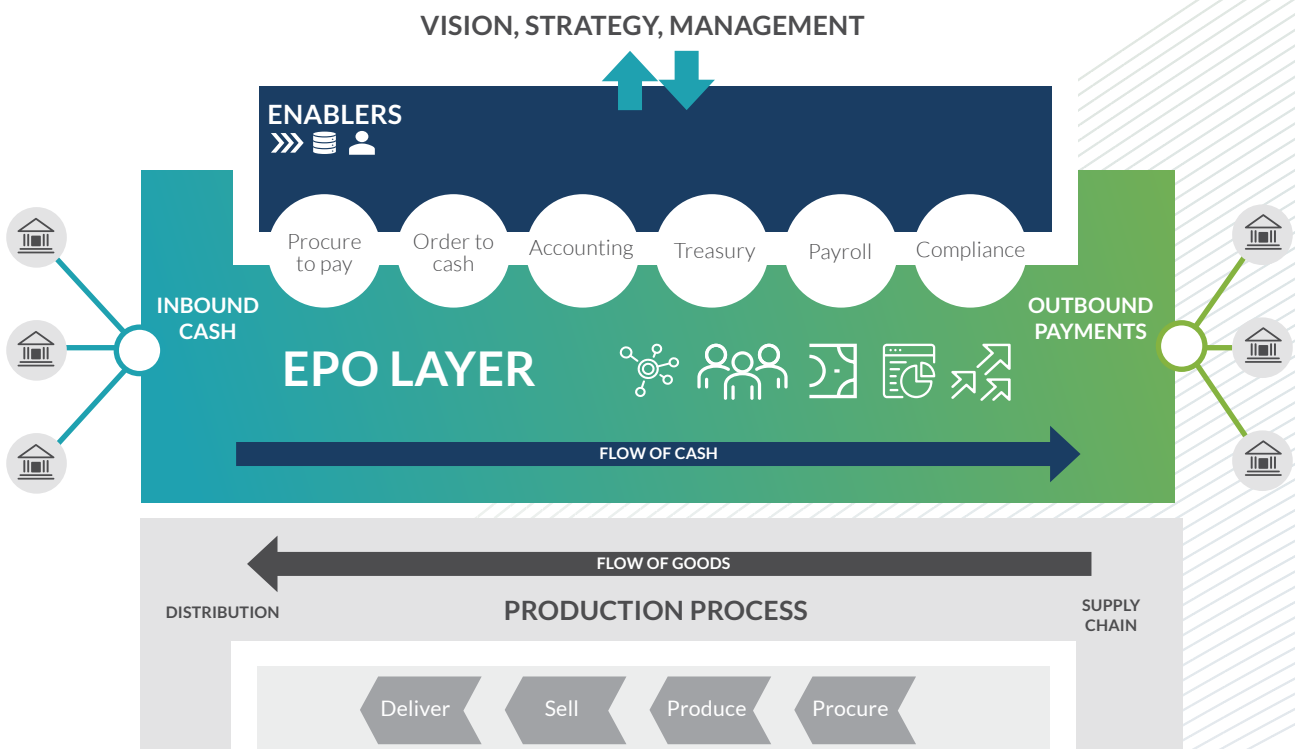 VISION, STRATEGY, MANAGEMENT
ENABLERS
Procure
to pay
Order to
cash
Accounting
Treasury
Payroll
Compliance
INBOUND
CASH
OUTBOUND
PAYMENTS
EPO LAYER
FLOW OF CASH
FLOW OF GOODS
DISTRIBUTION
PRODUCTION PROCESS
SUPPLY
CHAIN
Deliver
Sell
Produce
Procure